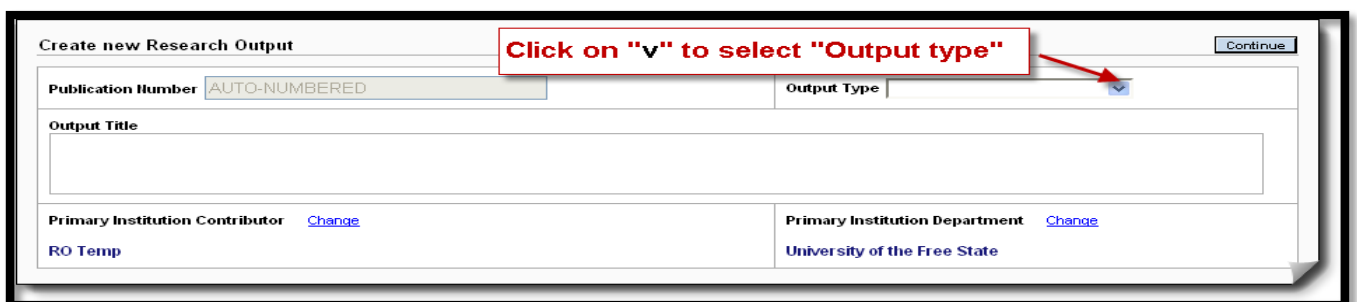 Create new Research Output
Click on "v" to select "Output type"
Continue
Publication Number AUTO-NUMBERED
Output Type
Output Title
Primary Institution Contributor Change
Primary Institution Department Change
RO Temp
University of the Free State